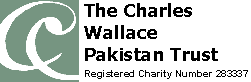 The Charles
Wallace
Pakistan Trust
Registered Charity Number 283337